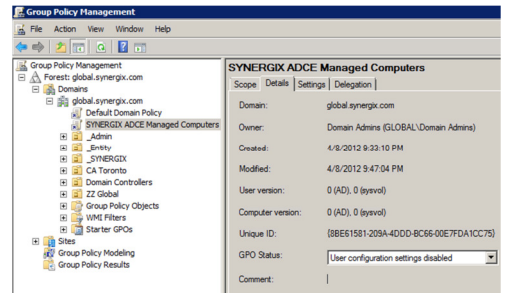 Group Policy Management
File Action View Window Help
Group Policy Management
Forest: global.synergix.com
Domains
global.synergix.com
Default Domain Policy
SYNERGIX ADCE Managed Computers
_Admin
_Entity
_SYNERGIX
CA Toronto
Domain Controllers
ZZ Global
Group Policy Objects
WMI Filters
Starter GPOs
Sites
Group Policy Modeling
Group Policy Results
SYNERGIX ADCE Managed Computers
Scope Details Settings Delegation
Domain: global.synergix.com
Owner: Domain Admins (GLOBAL\Domain Admins)
Created: 4/8/2012 9:33:10 PM
Modified: 4/8/2012 9:47:04 PM
User version: 0 (AD), 0 (sysvol)
Computer version: 0 (AD), 0 (sysvol)
Unique ID: {8BE61581-209A-4DDD-BC66-00E7FDA1CC75}
GPO Status: User configuration settings disabled
Comment: